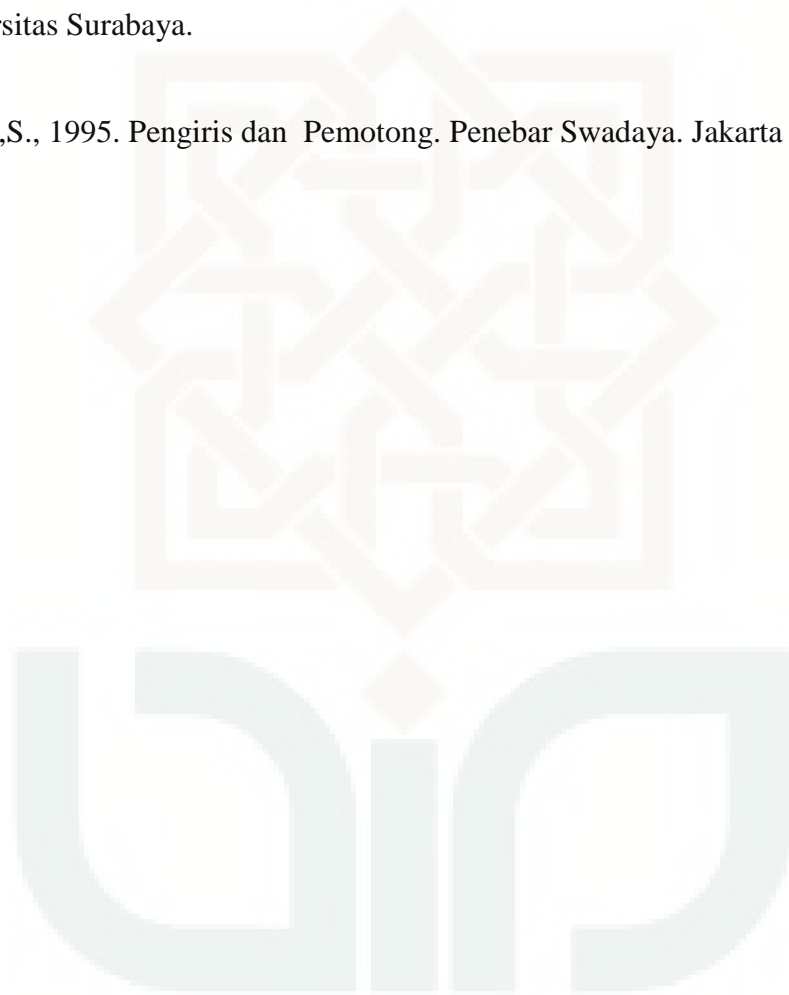 rsitas Surabaya.
,S., 1995. Pengiris dan  Pemotong. Penebar Swadaya. Jakarta